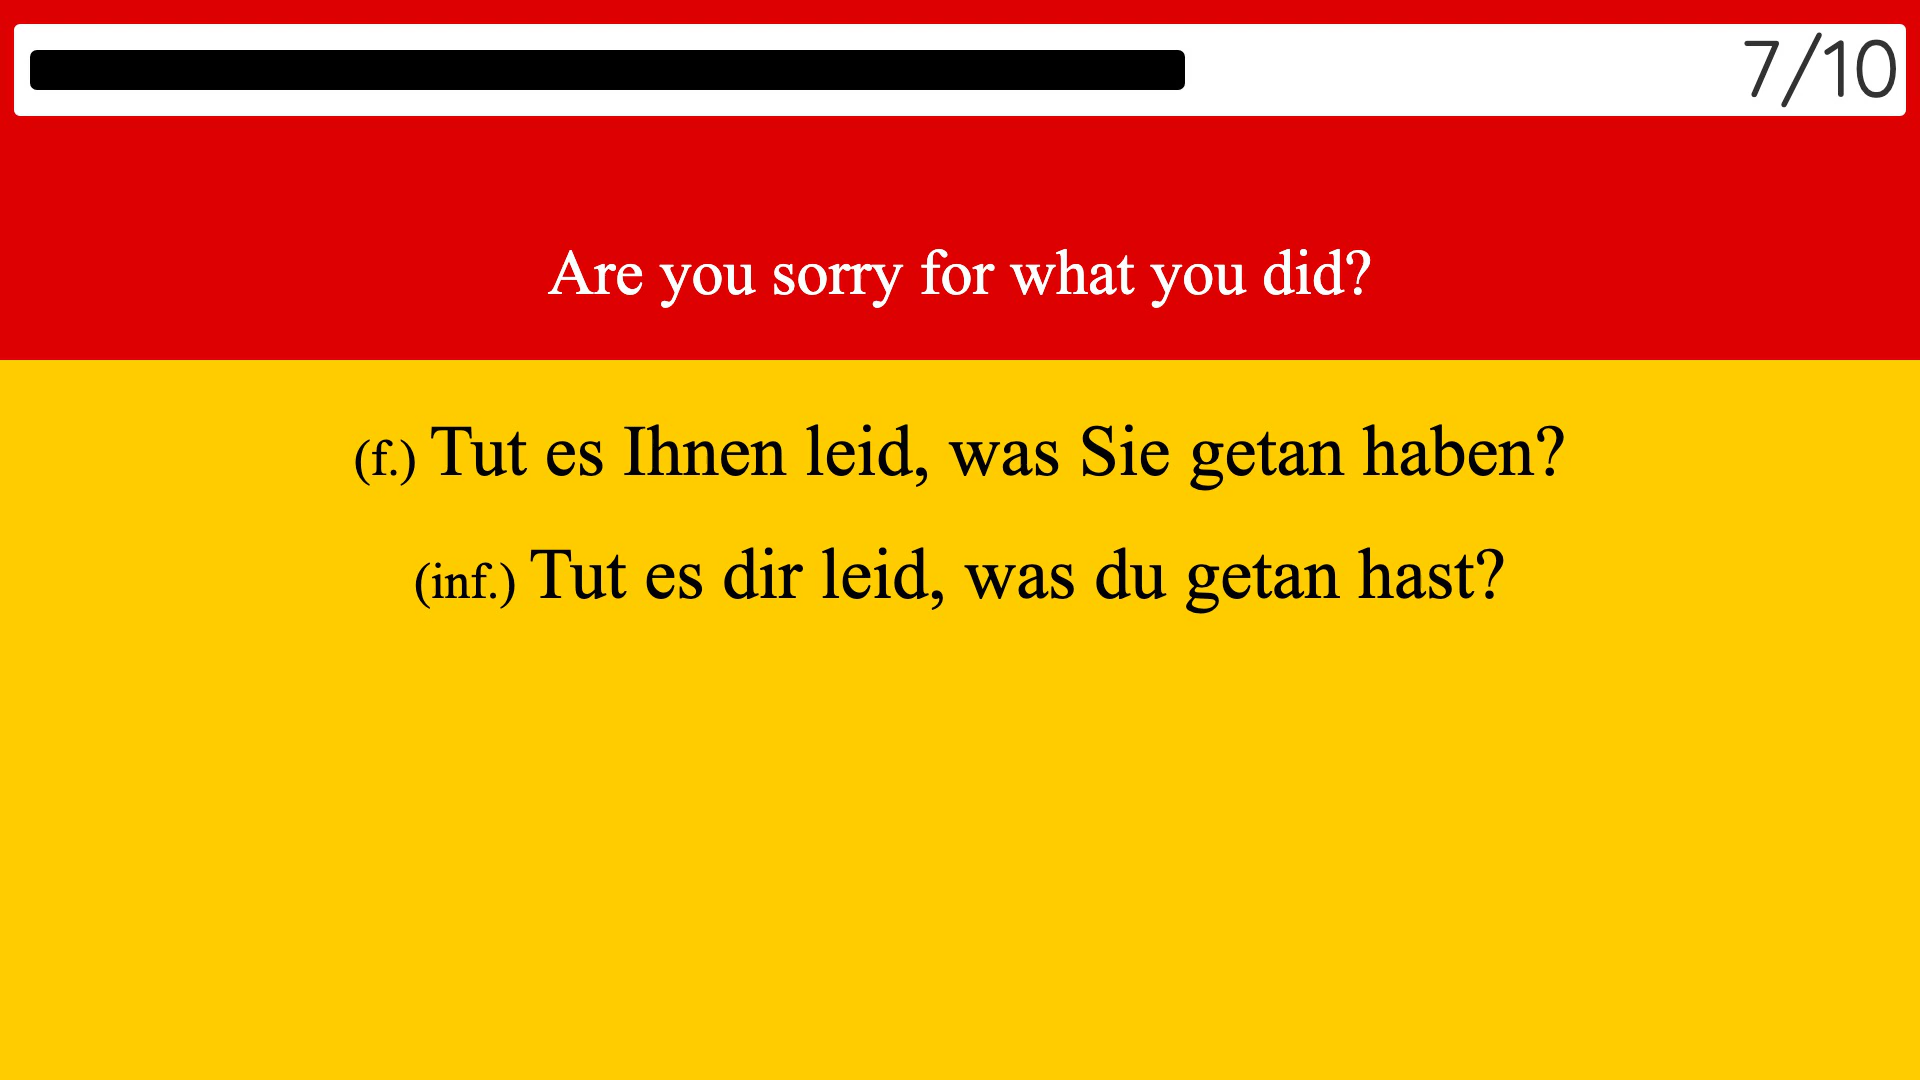 7/10
Are you sorry for what you did?
(f.) Tut es Ihnen leid, was Sie getan haben?
(inf.) Tut es dir leid, was du getan hast?